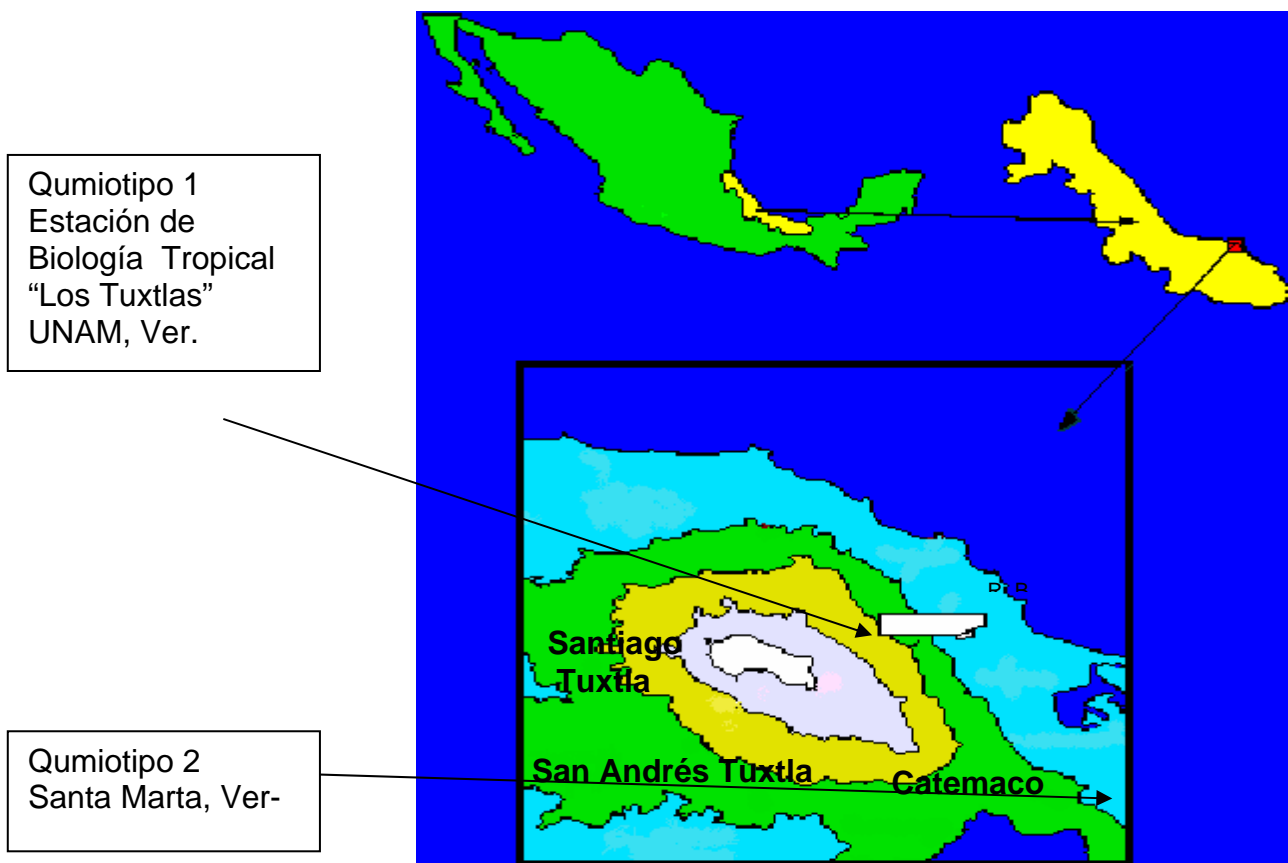 Qumiotipo 1
Estación de
Biología Tropical
“Los Tuxtlas”
UNAM, Ver.
Santiago
Tuxtla
San Andrés Tuxtla
Catemaco
Qumiotipo 2
Santa Marta, Ver-